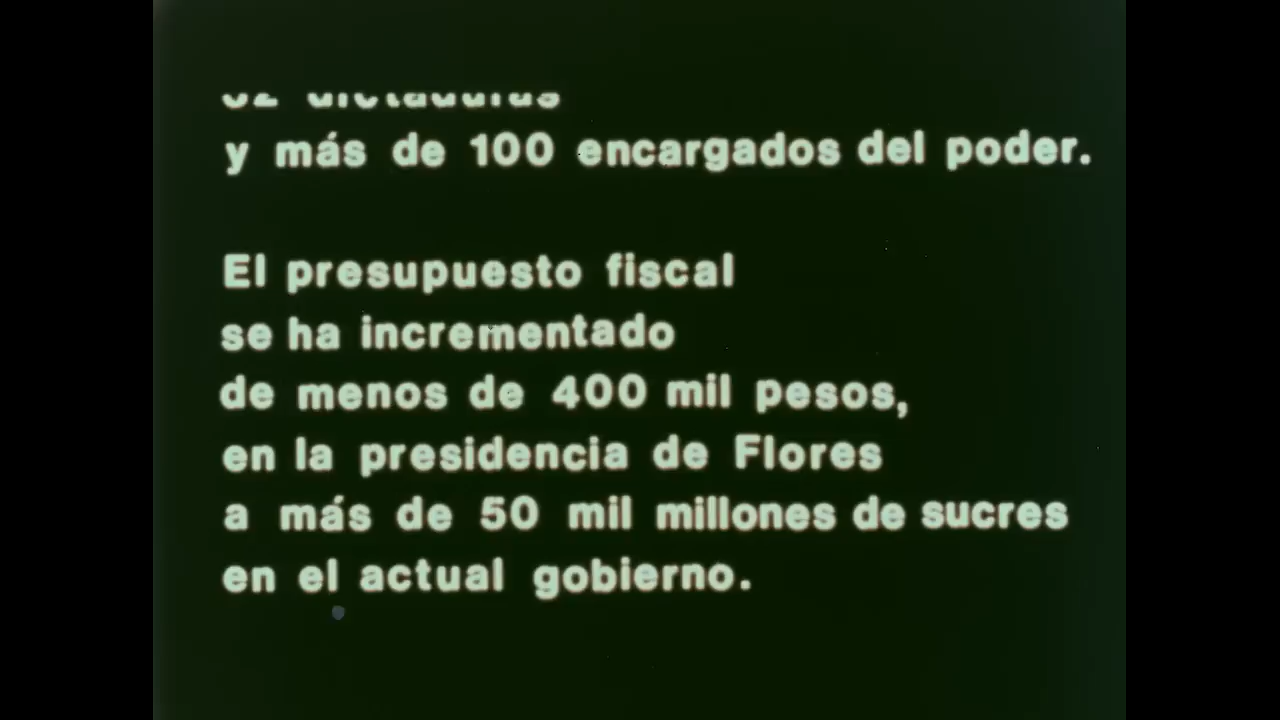 dictaduras
y más de 100 encargados del poder.
El presupuesto fiscal
se ha incrementado
de menos de 400 mil pesos,
en la presidencia de Flores
a más de 50 mil millones de sucres
en el actual gobierno.